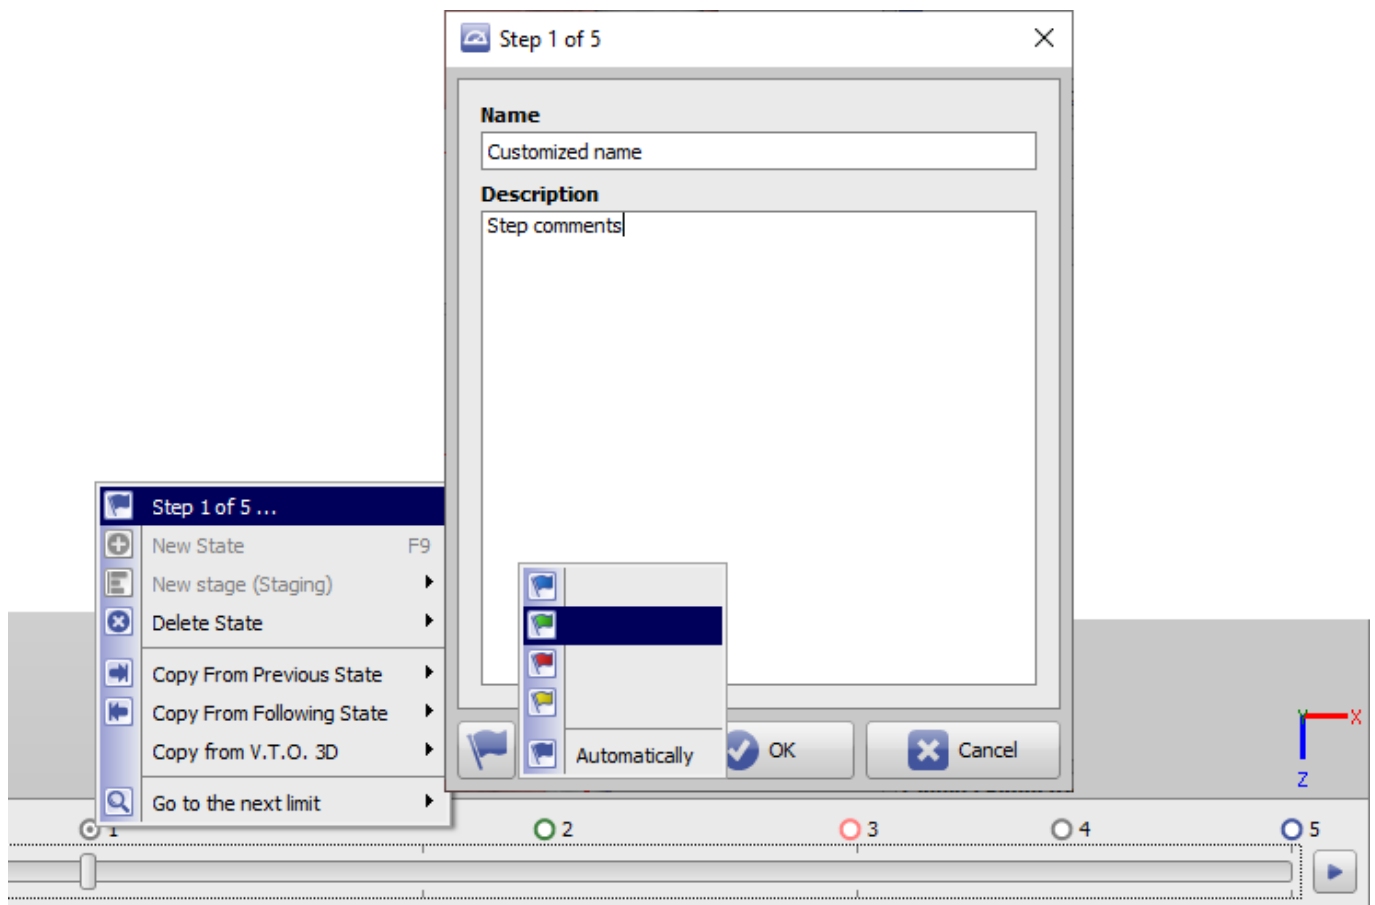 Step 1 of 5
Name
Customized name
Description
Step comments
Automatically
OK
Cancel
Step 1 of 5 ...
New State F9
New stage (Staging)
Delete State
Copy From Previous State
Copy From Following State
Copy from V.T.O. 3D
Go to the next limit
Y X
Z
1 2 3 4 5